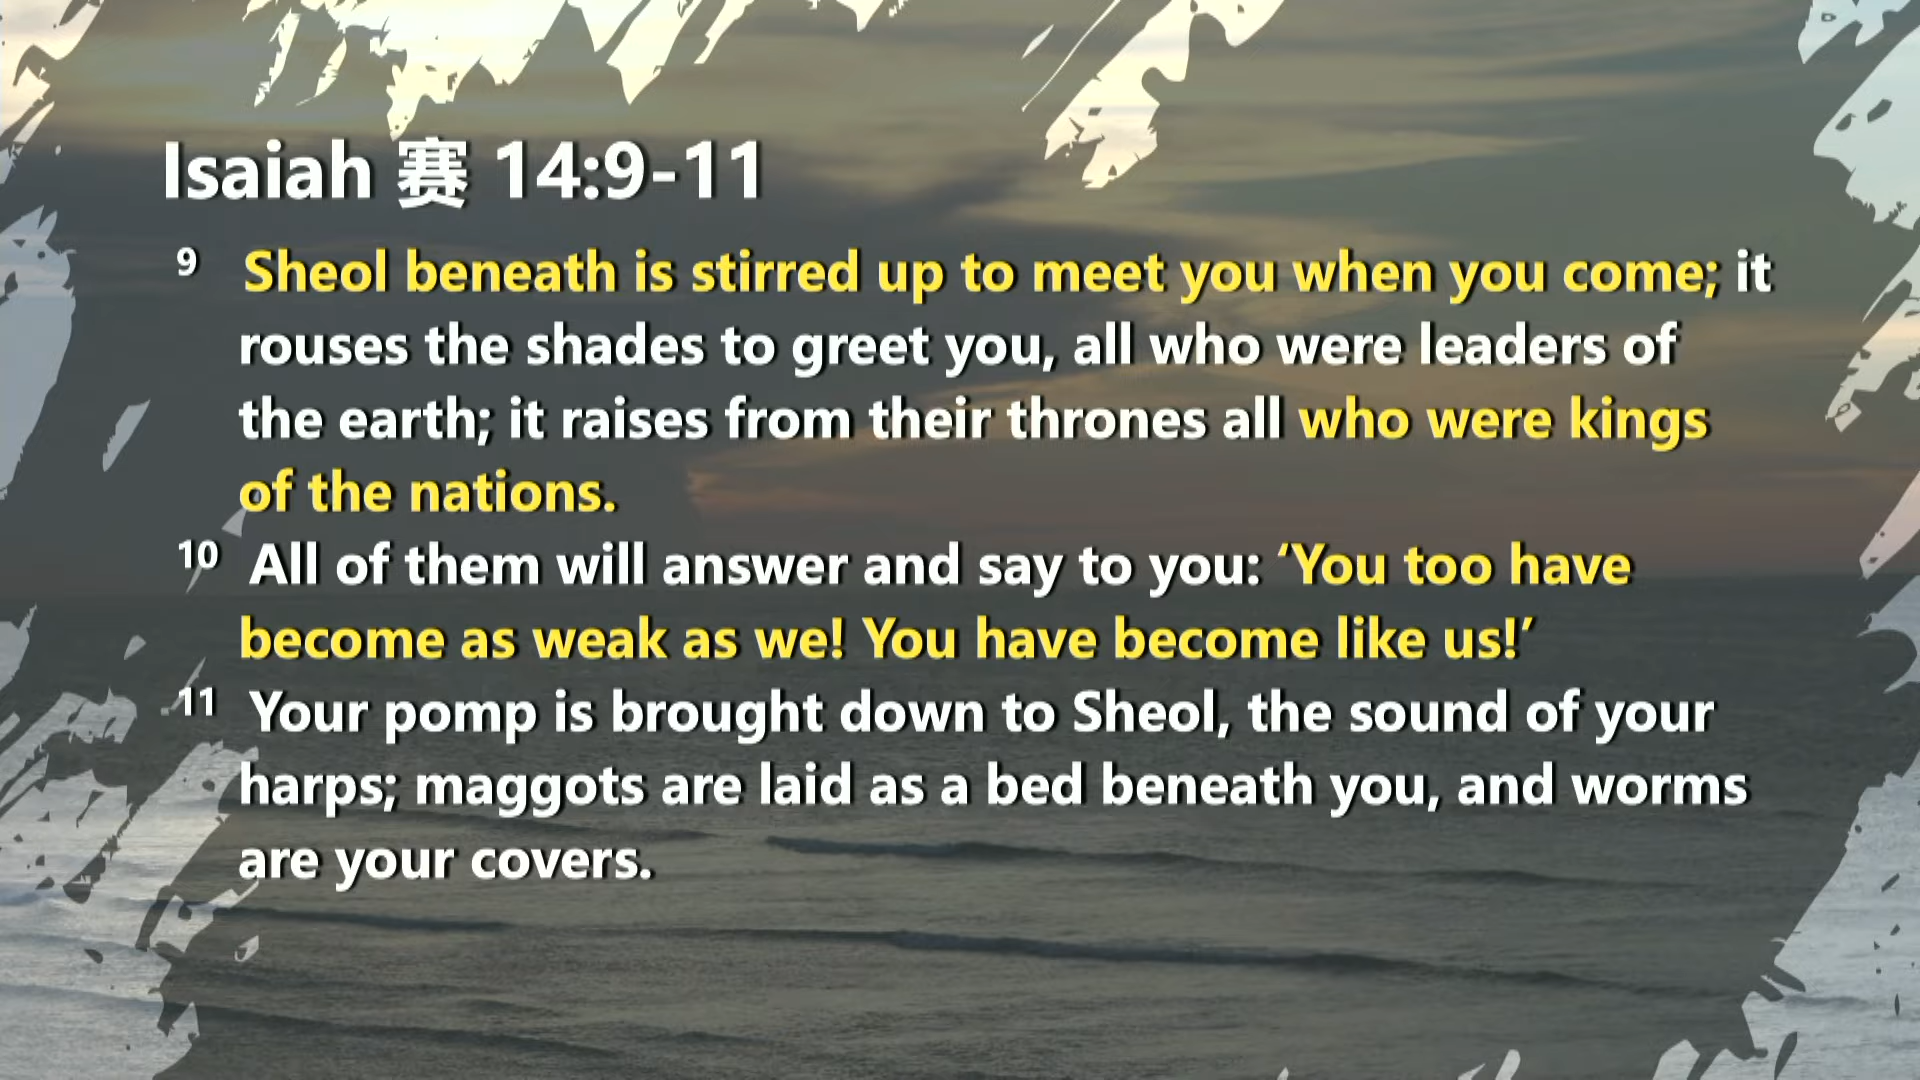 Isaiah 赛 14:9-11
9 Sheol beneath is stirred up to meet you when you come; it
rouses the shades to greet you, all who were leaders of
the earth; it raises from their thrones all who were kings
of the nations.
10 All of them will answer and say to you: ‘You too have
become as weak as we! You have become like us!’
11 Your pomp is brought down to Sheol, the sound of your
harps; maggots are laid as a bed beneath you, and worms
are your covers.